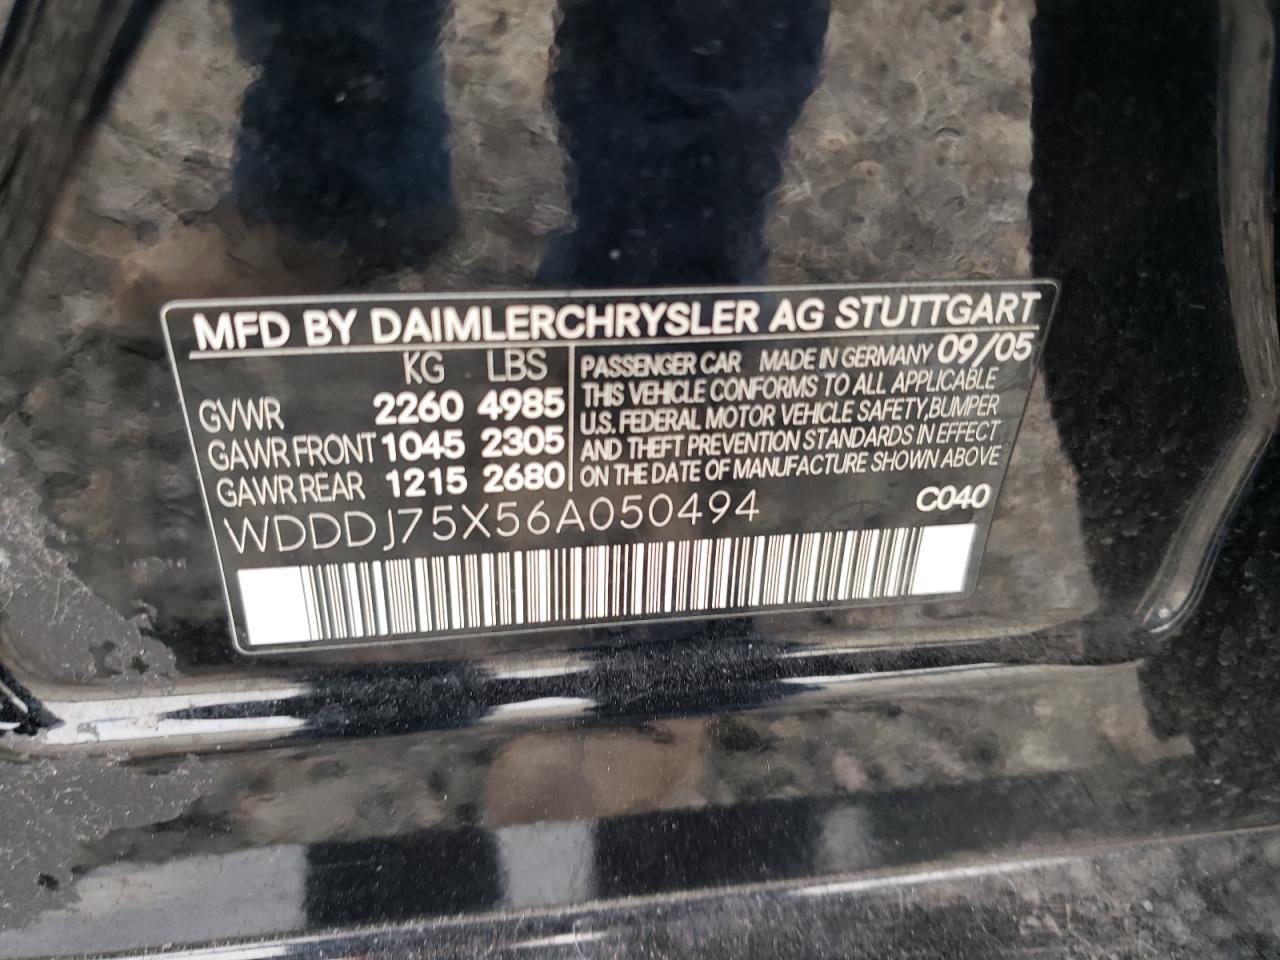 MFD BY DAIMLERCHRYSLER AG STUTTGART
KG LBS
GVWR 2260 4985
GAWR FRONT 1045 2305
GAWR REAR 1215 2680
PASSENGER CAR MADE IN GERMANY 09/05
THIS VEHICLE CONFORMS TO ALL APPLICABLE
U.S. FEDERAL MOTOR VEHICLE SAFETY, BUMPER
AND THEFT PREVENTION STANDARDS IN EFFECT
ON THE DATE OF MANUFACTURE SHOWN ABOVE
WDDDJ75X56A050494 C040